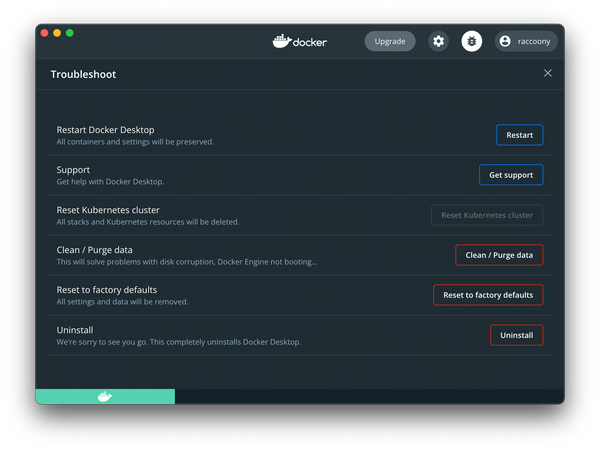 docker
Upgrade
raccoony
Troubleshoot
Restart Docker Desktop
All containers and settings will be preserved.
Restart
Support
Get help with Docker Desktop.
Get support
Reset Kubernetes cluster
All stacks and Kubernetes resources will be deleted.
Reset Kubernetes cluster
Clean / Purge data
This will solve problems with disk corruption, Docker Engine not booting...
Clean / Purge data
Reset to factory defaults
All settings and data will be removed.
Reset to factory defaults
Uninstall
We're sorry to see you go. This completely uninstalls Docker Desktop.
Uninstall